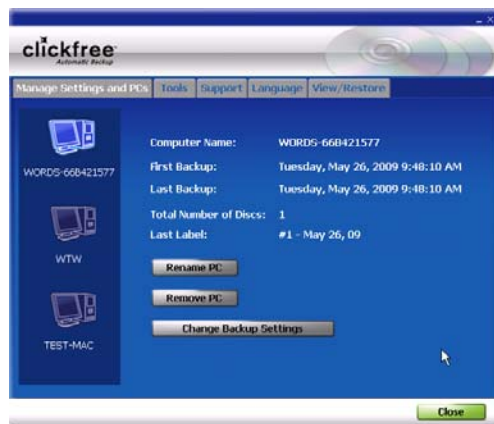 clickfree
Automatic Backup
Manage Settings and PCs Tools Support Language View/Restore
WORDS-66B421577
WTW
TEST-MAC
Computer Name: WORDS-66B421577
First Backup: Tuesday, May 26, 2009 9:48:10 AM
Last Backup: Tuesday, May 26, 2009 9:48:10 AM
Total Number of Discs: 1
Last Label: #1 - May 26, 09
Rename PC
Remove PC
Change Backup Settings
Close